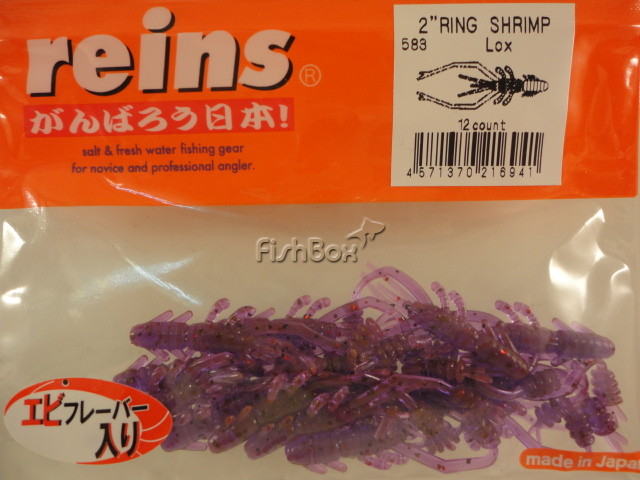 reins®
がんばろう日本!
salt & fresh water fishing gear
for novice and professional angler.
2" RING SHRIMP
583 Lox
12 count
4 571370 216941
FishBox
エビフレーバー
入り
made in Japan